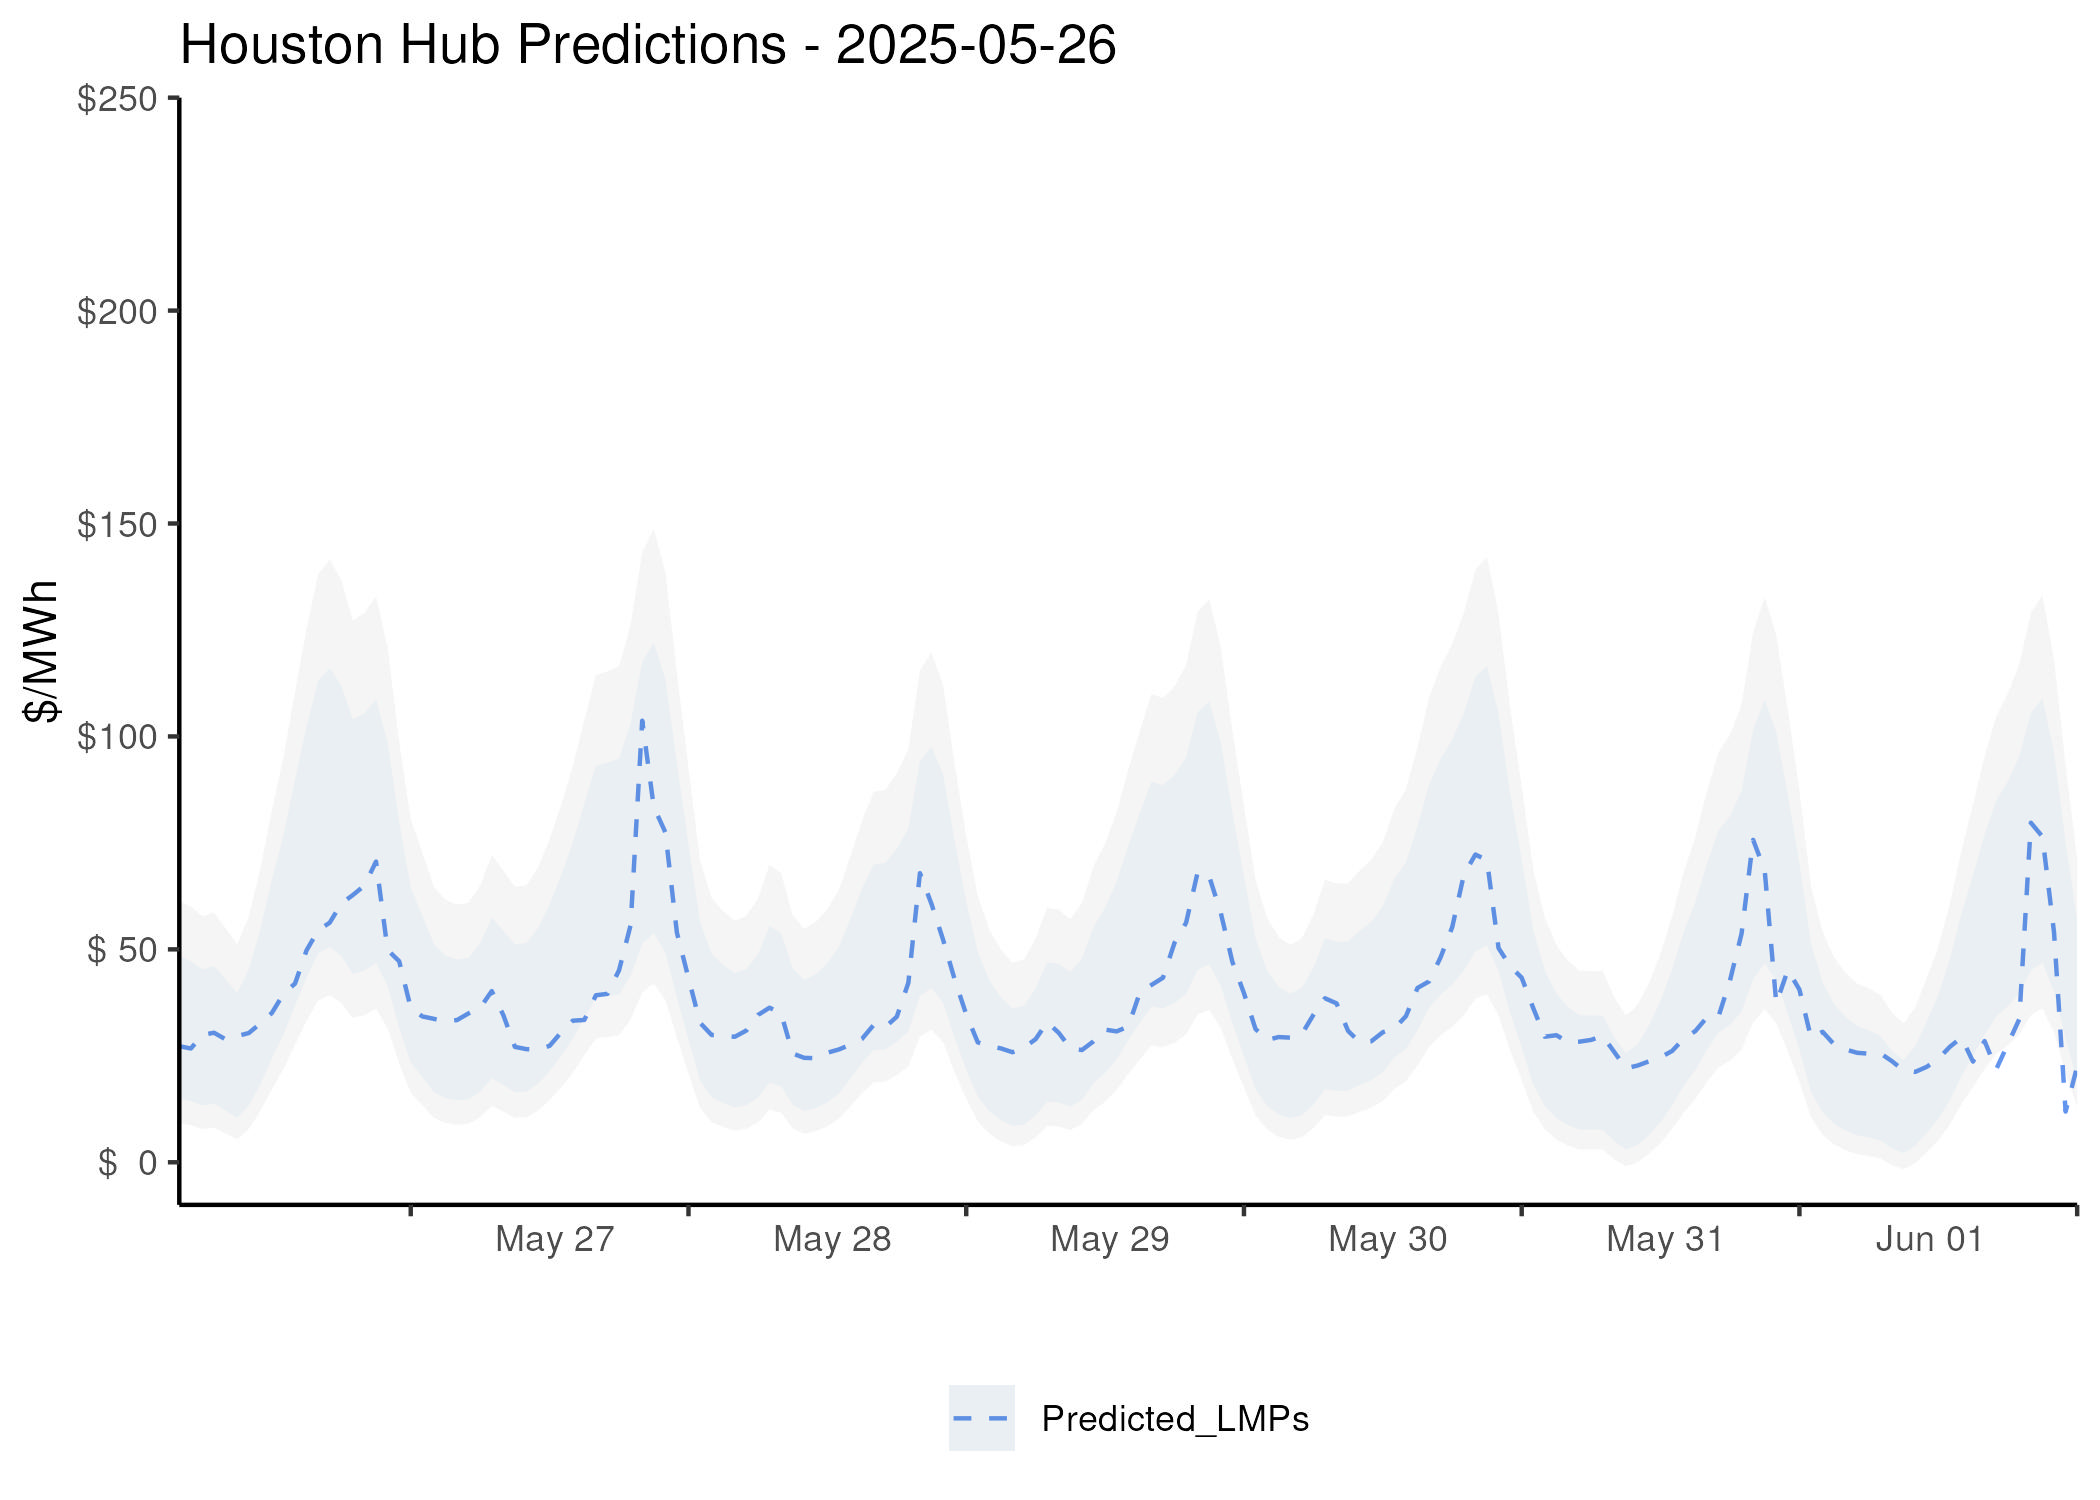 Houston Hub Predictions - 2025-05-26
$250
$200
$150
$100
$ 50
$  0
$/MWh
May 27
May 28
May 29
May 30
May 31
Jun 01
Predicted_LMPs